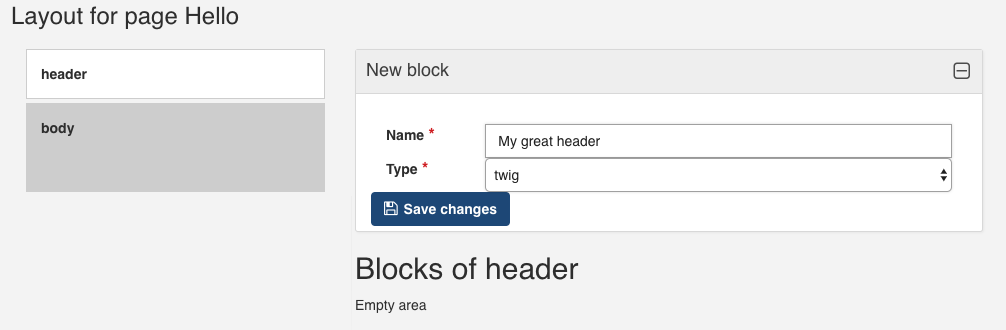 Layout for page Hello
header
body
New block
Name *
My great header
Type *
twig
Save changes
Blocks of header
Empty area